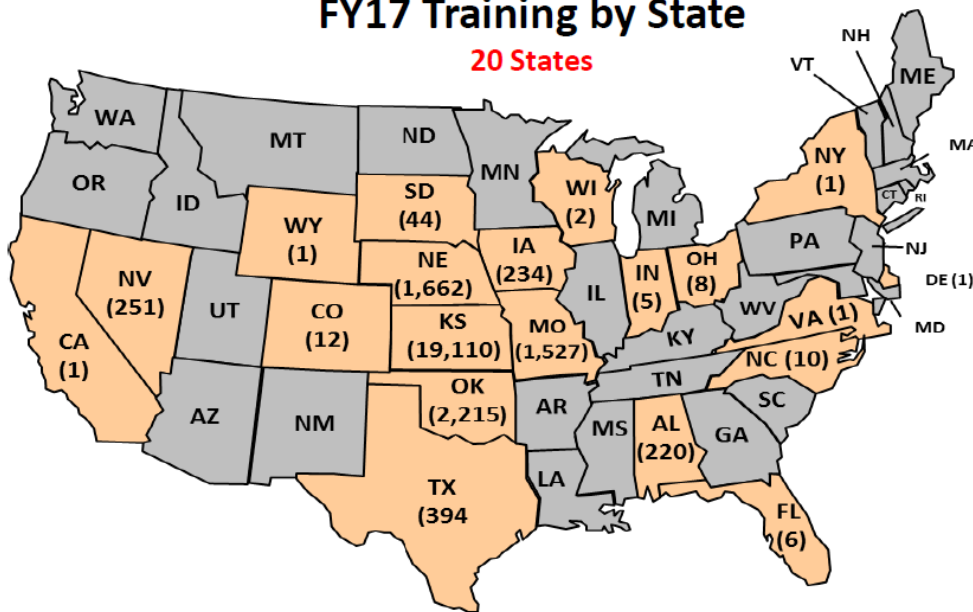 FY17 Training by State
20 States
NH
VT
ME
WA
MT
ND
MN
MA
NY
(1)
OR
ID
SD
(44)
WI
(2)
MI
CT
RI
WY
(1)
PA
NJ
NV
(251)
NE
(1,662)
IA
(234)
IL
IN
(5)
OH
(8)
DE (1)
UT
CO
(12)
KS
(19,110)
MO
(1,527)
WV
VA (1)
MD
CA
(1)
KY
NC (10)
TN
AZ
NM
OK
(2,215)
AR
MS
AL
(220)
GA
SC
LA
TX
(394
FL
(6)